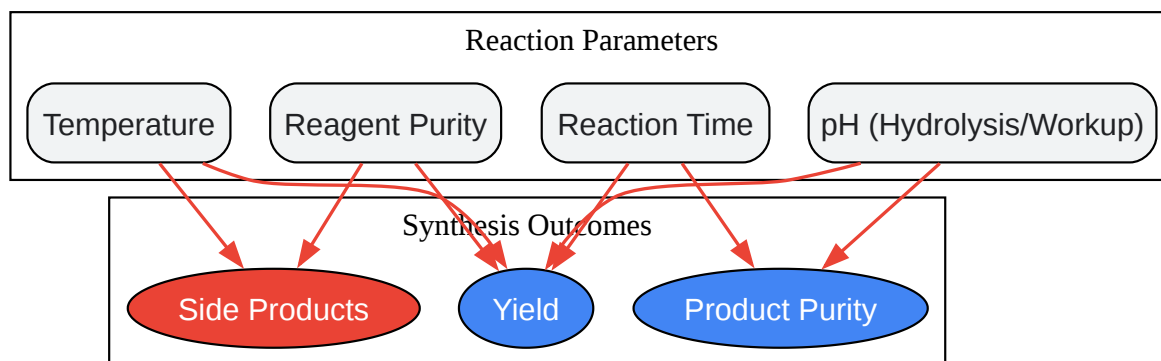 Reaction Parameters
Temperature
Reagent Purity
Reaction Time
pH (Hydrolysis/Workup)
Synthesis Outcomes
Side Products
Yield
Product Purity